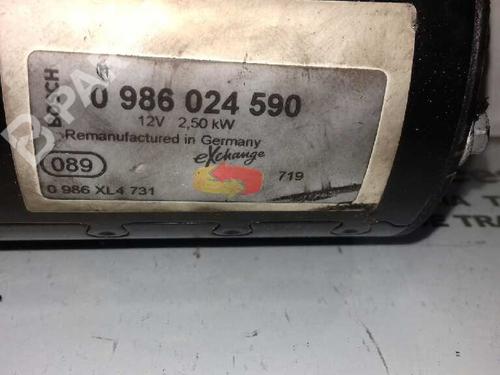 BOSCH
0 986 024 590
12V 2,50 kW
Remanufactured in Germany
eXchange
089
719
0 986 XL4 731